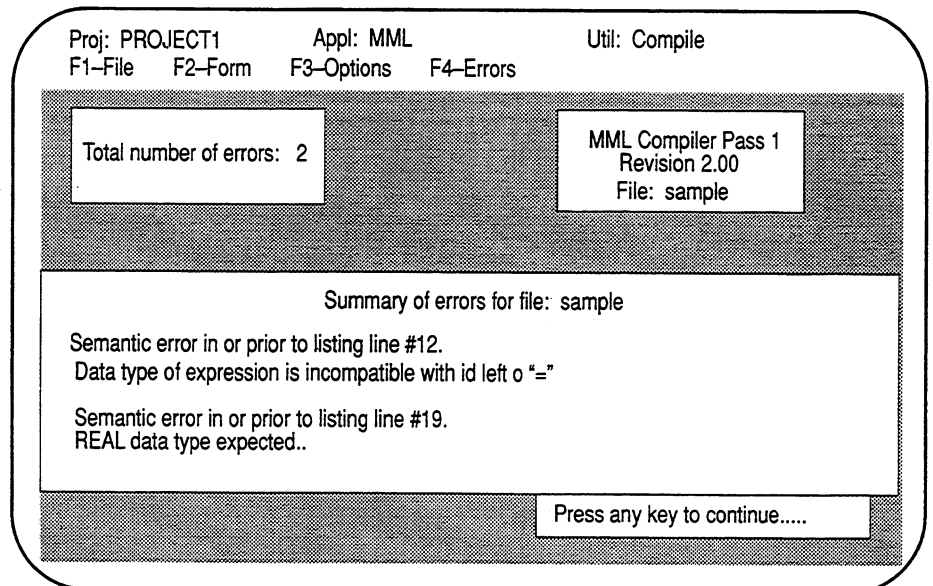 Proj: PROJECT1 Appl: MML Util: Compile
F1–File F2–Form F3–Options F4–Errors
Total number of errors: 2
MML Compiler Pass 1
Revision 2.00
File: sample
Summary of errors for file: sample
Semantic error in or prior to listing line #12.
Data type of expression is incompatible with id left o “=”
Semantic error in or prior to listing line #19.
REAL data type expected..
Press any key to continue.....